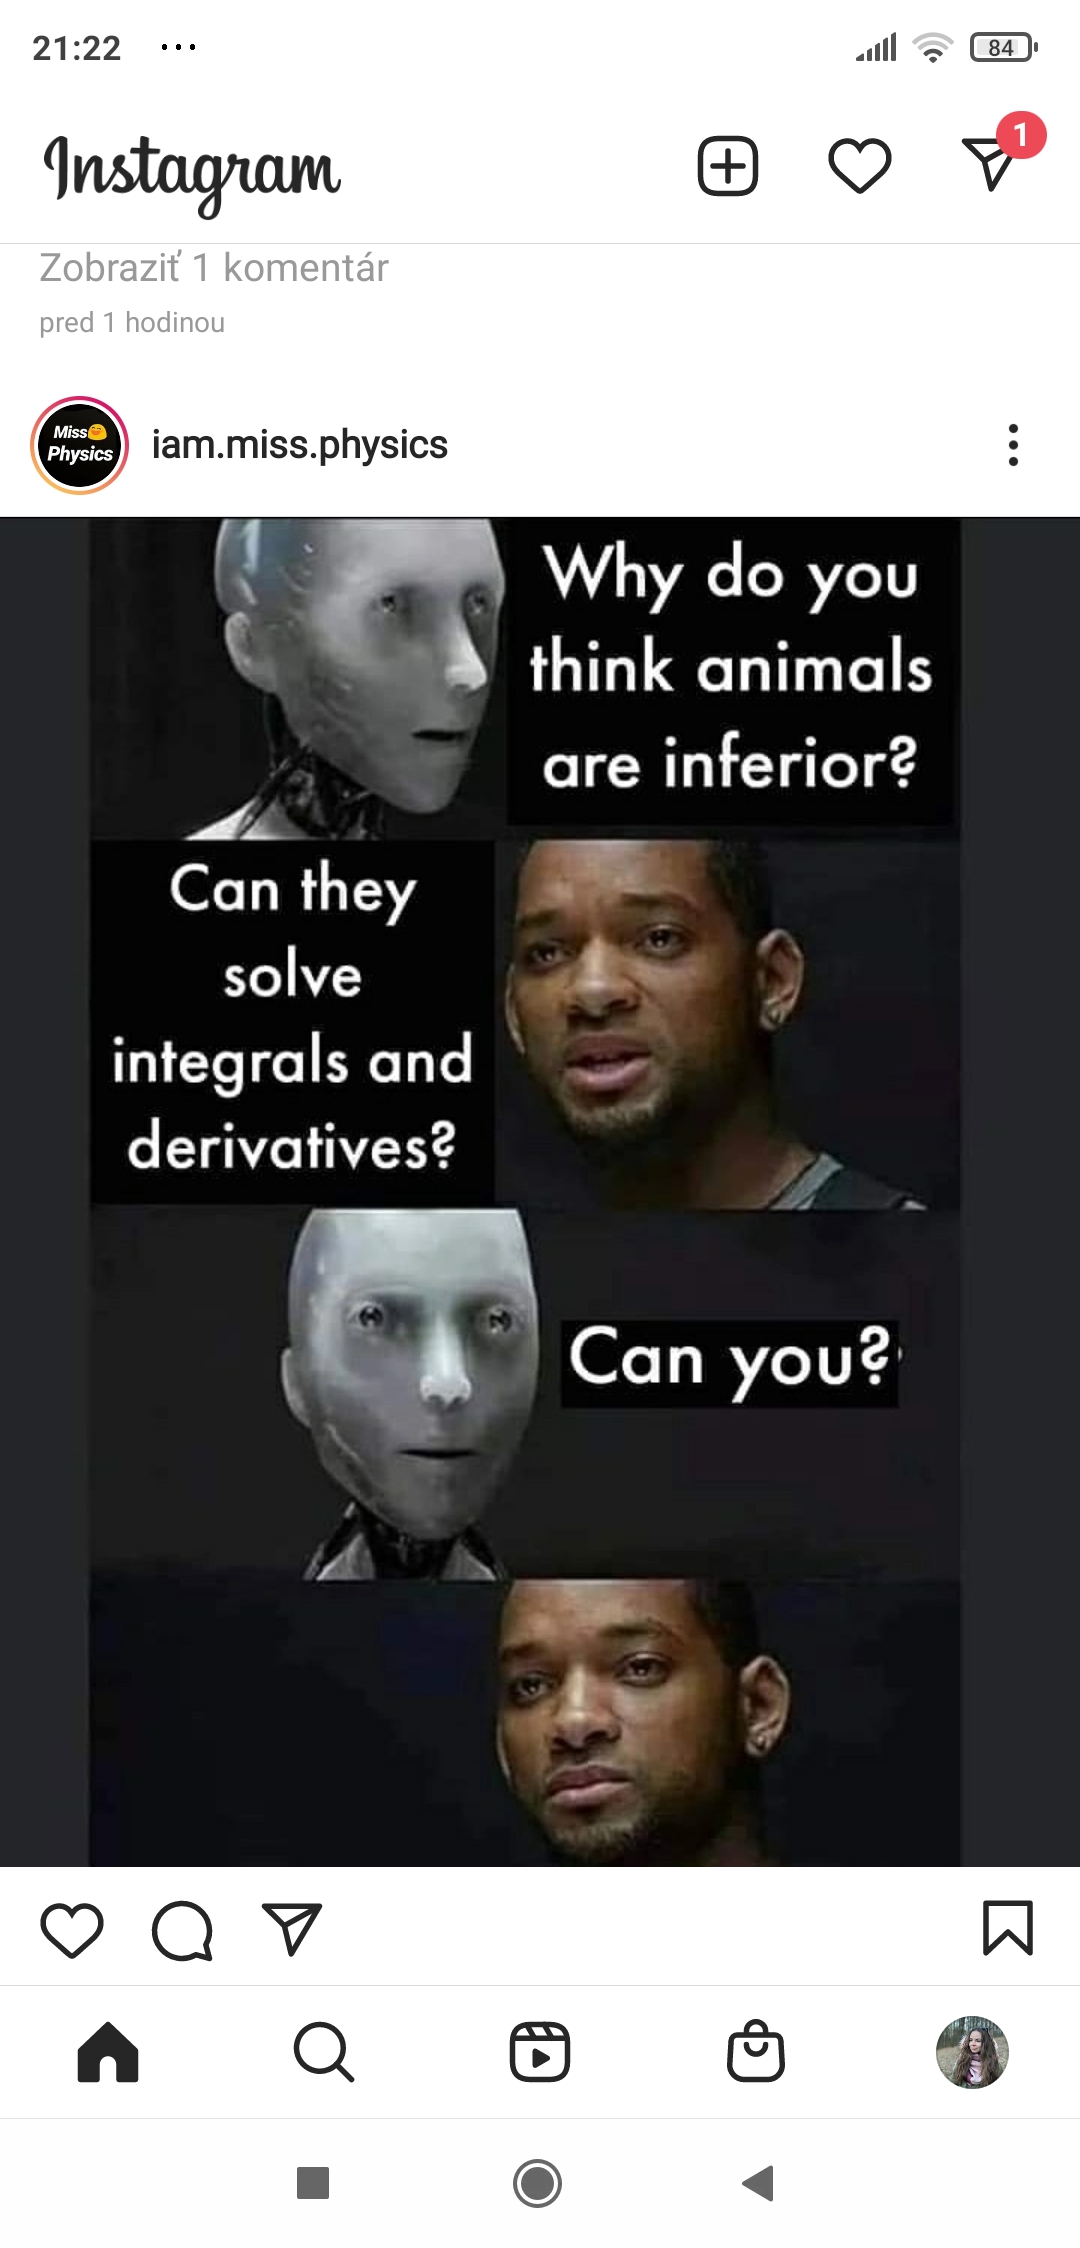 21:22 ...
84
Instagram
1
Zobraziť 1 komentár
pred 1 hodinou
Miss
Physics
iam.miss.physics
Why do you
think animals
are inferior?
Can they
solve
integrals and
derivatives?
Can you?